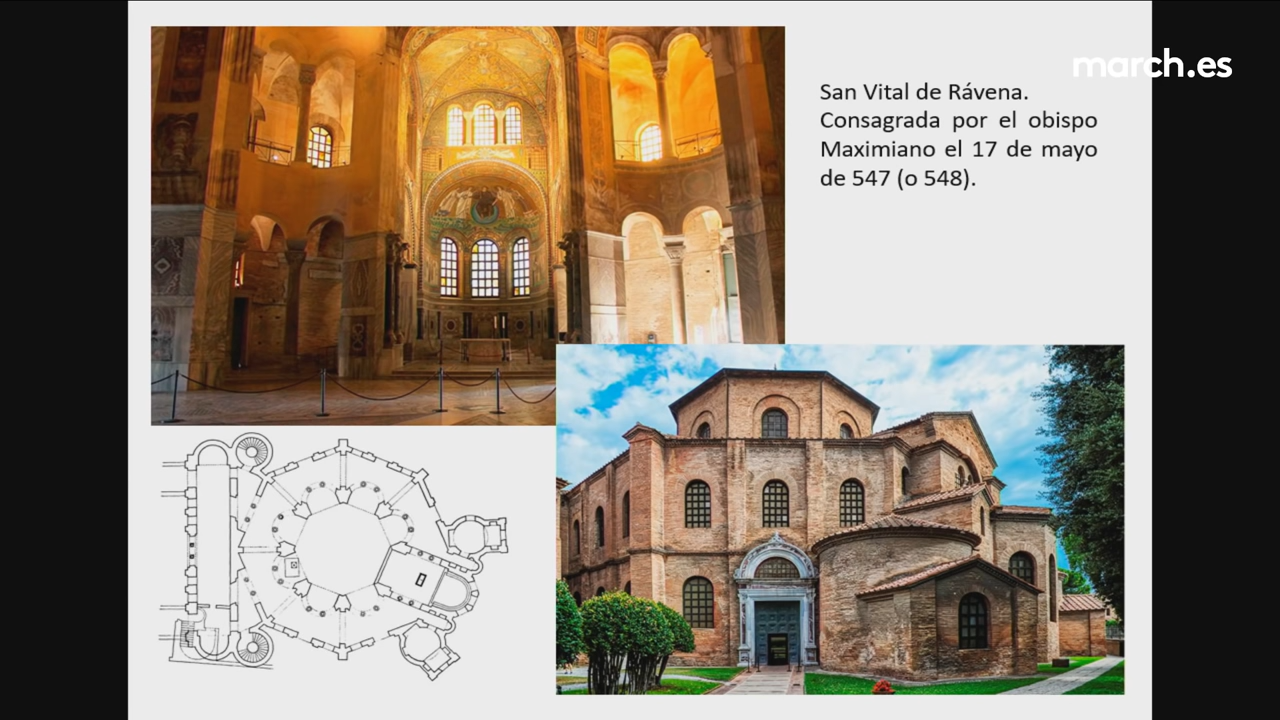 march.es
San Vital de Rávena.
Consagrada por el obispo
Maximiano el 17 de mayo
de 547 (o 548).